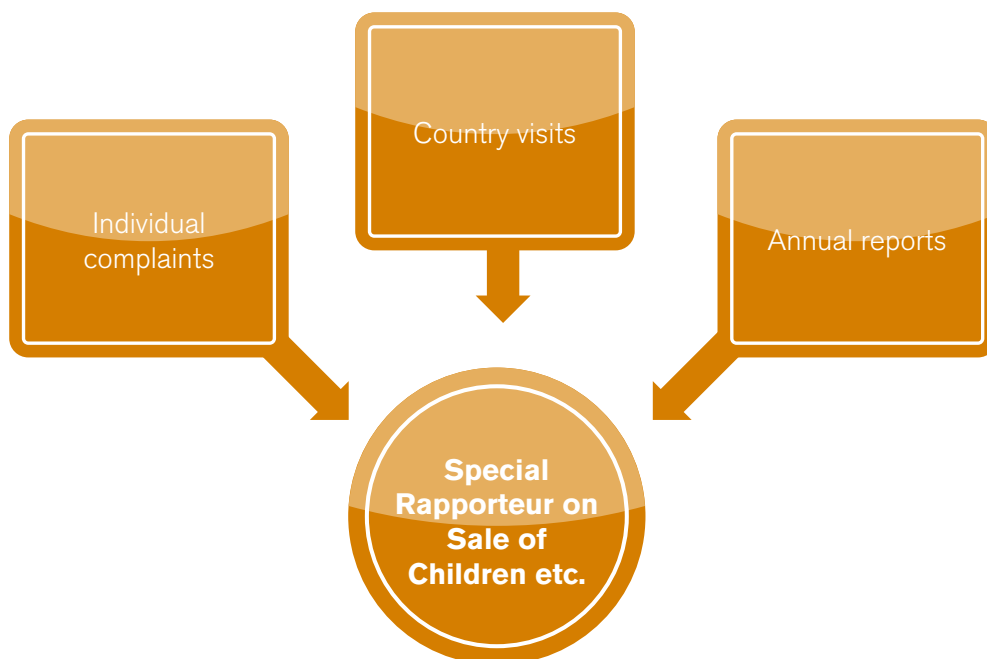 Country visits
Individual
complaints
Annual reports
Special
Rapporteur on
Sale of
Children etc.